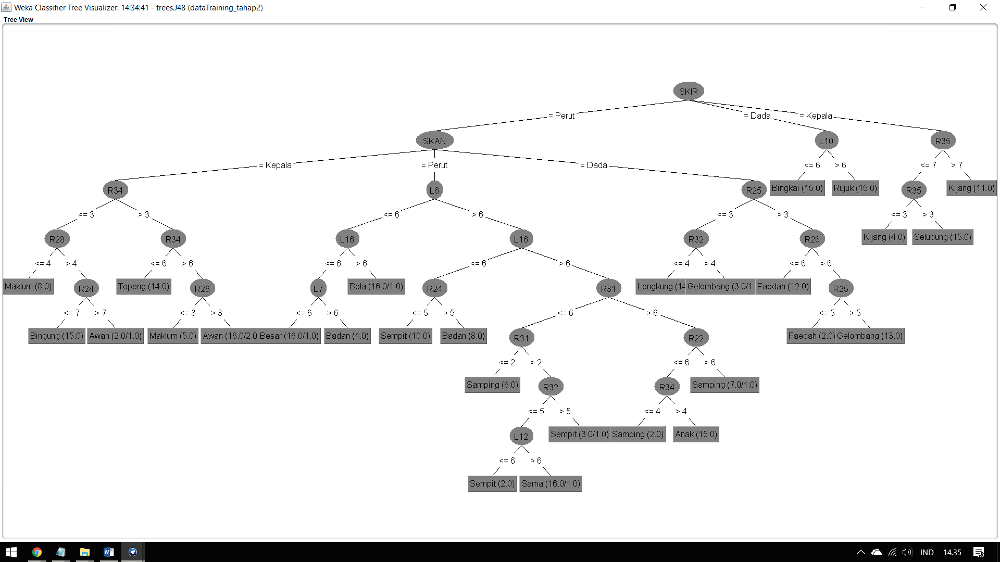 Weka Classifier Tree Visualizer: 14:34:41 - trees.J48 (dataTraining_tahap2)
Tree View
SKIR
= Perut = Dada = Kepala
SKAN L10 R35
= Kepala = Perut = Dada <= 6 > 6 <= 7 > 7
R34 L6 R25 Bingkai (15.0) Rujuk (15.0) R35 Kijang (11.0)
<= 3 > 3 <= 6 > 6 <= 3 > 3 <= 3 > 3
R28 R34 L16 L16 R32 R26 Kijang (4.0) Selubung (15.0)
<= 4 > 4 <= 6 > 6 <= 6 > 6 <= 6 > 6 <= 4 > 4 <= 6 > 6
Maklum (8.0) R24 Topeng (14.0) R26 L7 Bola (16.0/1.0) R24 R31 Lengkung (14 Gelombang (3.0/1. Faedah (12.0) R25
<= 7 > 7 <= 3 > 3 <= 6 > 6 <= 5 > 5 <= 6 > 6 <= 5 > 5
Bingung (15.0) Awan (2.0/1.0) Maklum (5.0) Awan (16.0/2.0 Besar (16.0/1.0) Badan (4.0) Sempit (10.0) Badan (8.0) R31 R22 Faedah (2.0) Gelombang (13.0)
<= 2 > 2 <= 6 > 6
Samping (6.0) R32 R34 Samping (7.0/1.0)
<= 5 > 5 <= 4 > 4
L12 Sempit (3.0/1.0) Samping (2.0) Anak (15.0)
<= 6 > 6
Sempit (2.0) Sama (16.0/1.0)
IND 14.35